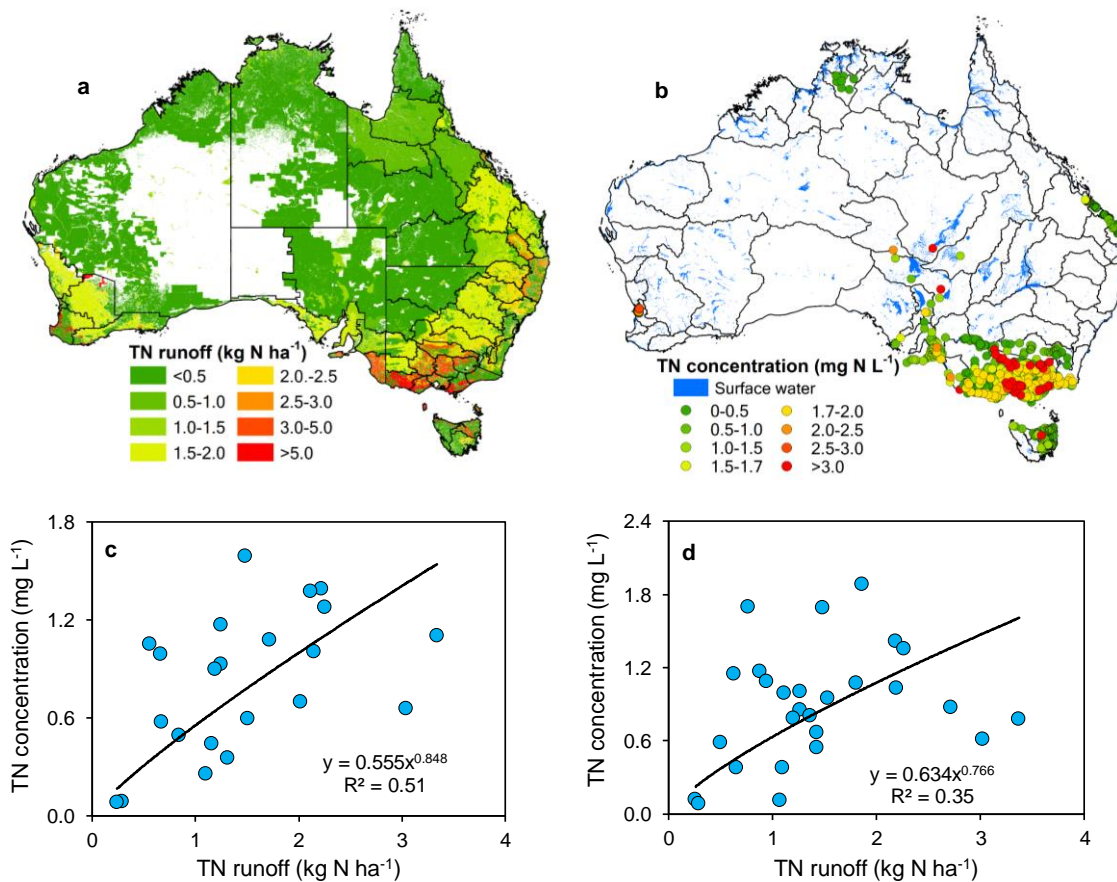 a
TN runoff (kg N ha⁻¹)
<0.5
0.5-1.0
1.0-1.5
1.5-2.0
2.0.-2.5
2.5-3.0
3.0-5.0
>5.0
b
TN concentration (mg N L⁻¹)
Surface water
0-0.5
0.5-1.0
1.0-1.5
1.5-1.7
1.7-2.0
2.0-2.5
2.5-3.0
>3.0
c
TN concentration (mg L⁻¹)
1.8
1.2
0.6
0.0
y = 0.555x^0.848
R² = 0.51
0 1 2 3 4
TN runoff (kg N ha⁻¹)
d
TN concentration (mg L⁻¹)
2.4
1.8
1.2
0.6
0.0
y = 0.634x^0.766
R² = 0.35
0 1 2 3 4
TN runoff (kg N ha⁻¹)